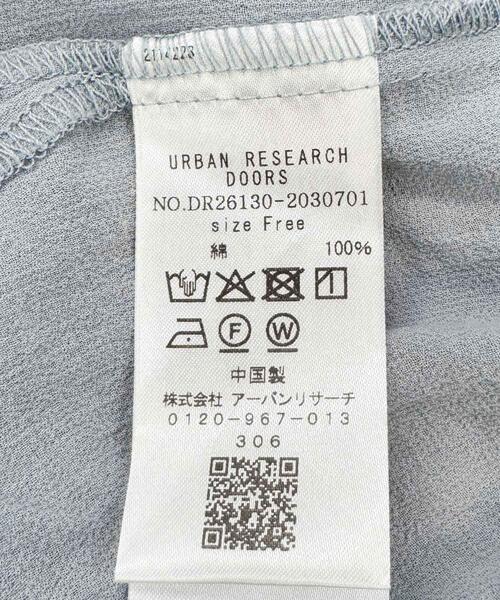 2114223
URBAN RESEARCH
DOORS
NO.DR26130-2030701
size Free
綿 100%
F W
中国製
株式会社 アーバンリサーチ
0120-967-013
306